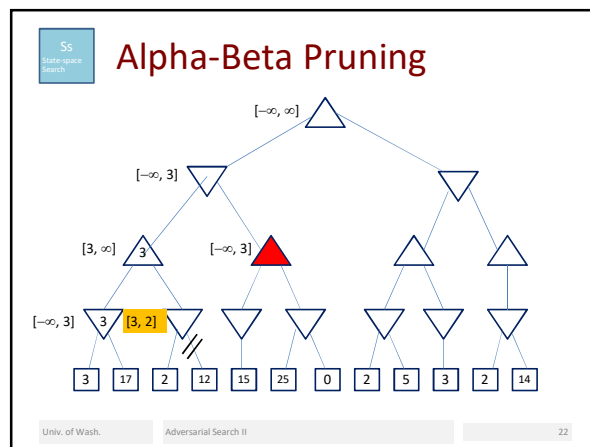 Ss
State-space
Search
Alpha-Beta Pruning
[−∞, ∞]
[−∞, 3]
[3, ∞] 3 [−∞, 3]
[−∞, 3] 3 [3, 2]
3 17 2 12 15 25 0 2 5 3 2 14
Univ. of Wash. Adversarial Search II 22